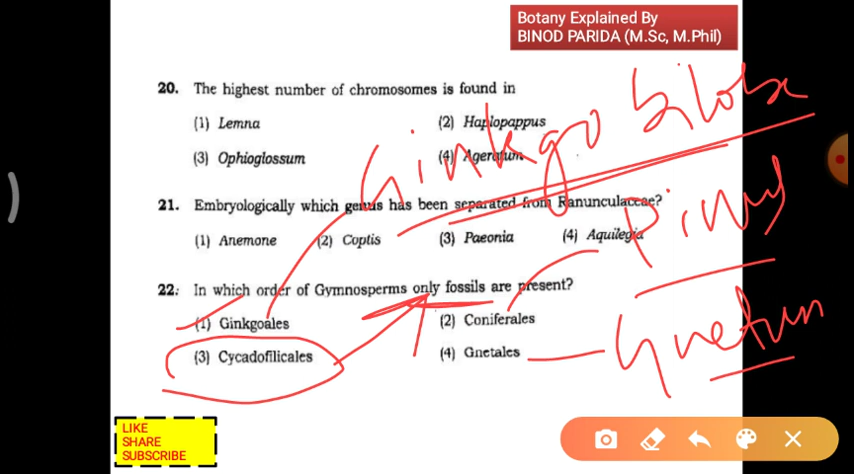 Botany Explained By
BINOD PARIDA (M.Sc, M.Phil)
20. The highest number of chromosomes is found in
(1) Lemna (2) Haplopappus
(3) Ophioglossum (4) Ageratum
Ginkgo biloba
21. Embryologically which genus has been separated from Ranunculaceae?
(1) Anemone (2) Coptis (3) Paeonia (4) Aquilegia
Pinus
22: In which order of Gymnosperms only fossils are present?
(1) Ginkgoales (2) Coniferales
(3) Cycadofilicales (4) Gnetales
Gnetum
LIKE
SHARE
SUBSCRIBE